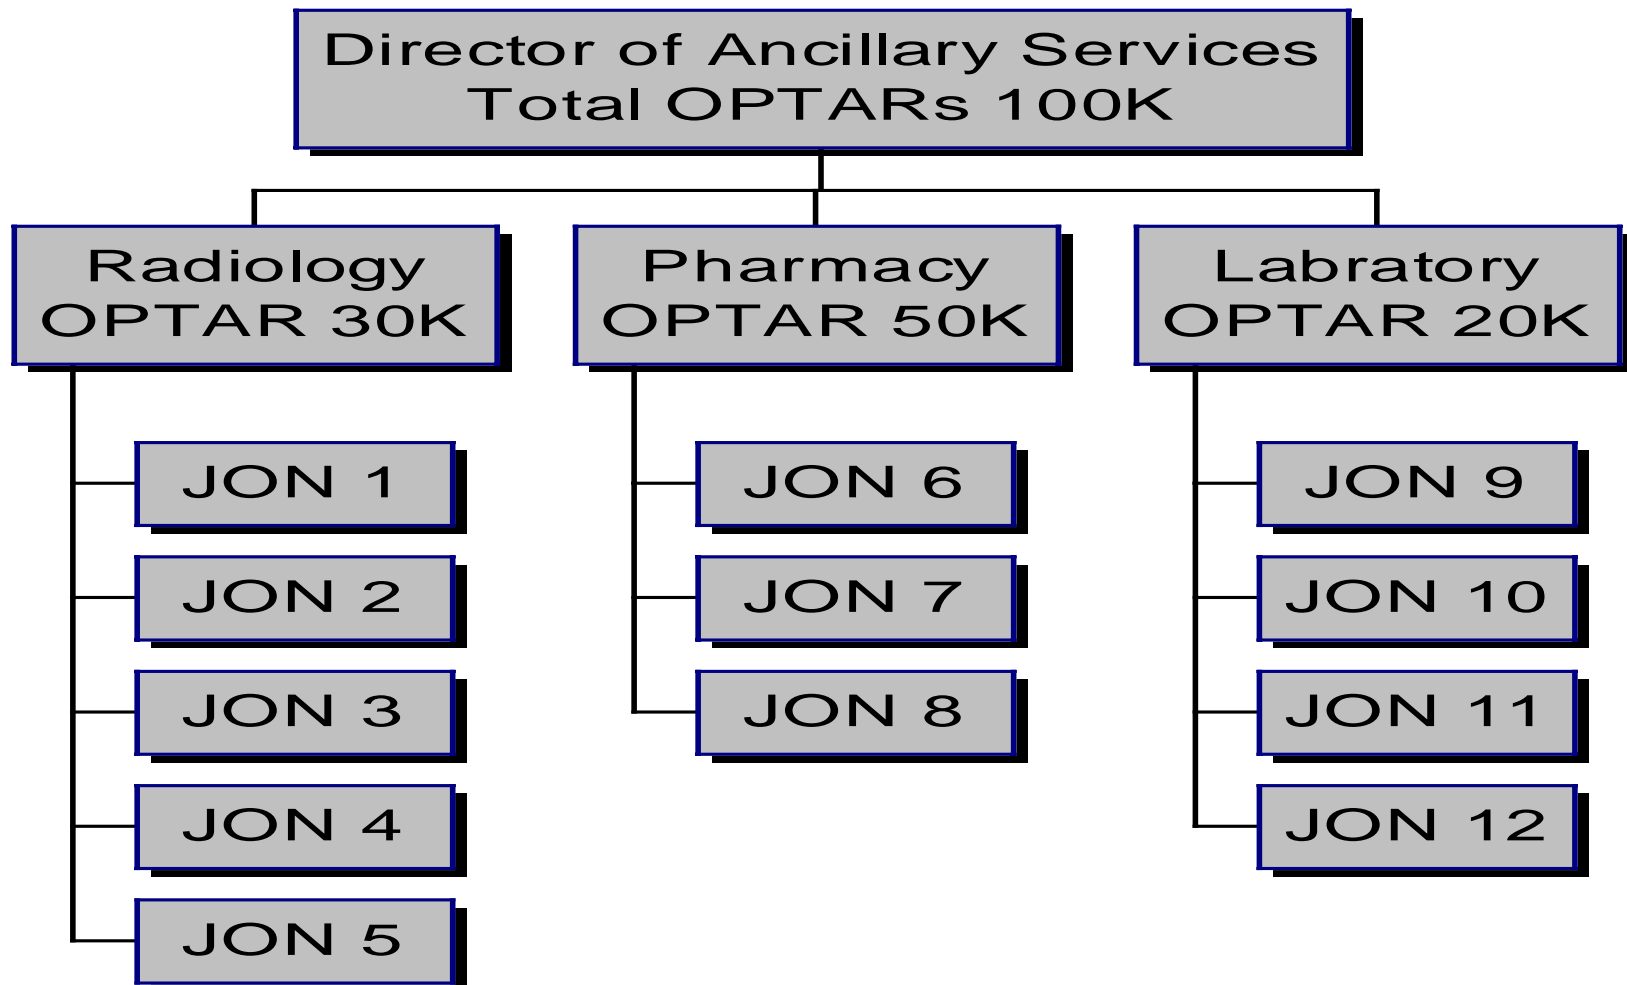 Director of Ancillary Services
Total OPTARs 100K
Radiology
OPTAR 30K
Pharmacy
OPTAR 50K
Labratory
OPTAR 20K
JON 1
JON 2
JON 3
JON 4
JON 5
JON 6
JON 7
JON 8
JON 9
JON 10
JON 11
JON 12